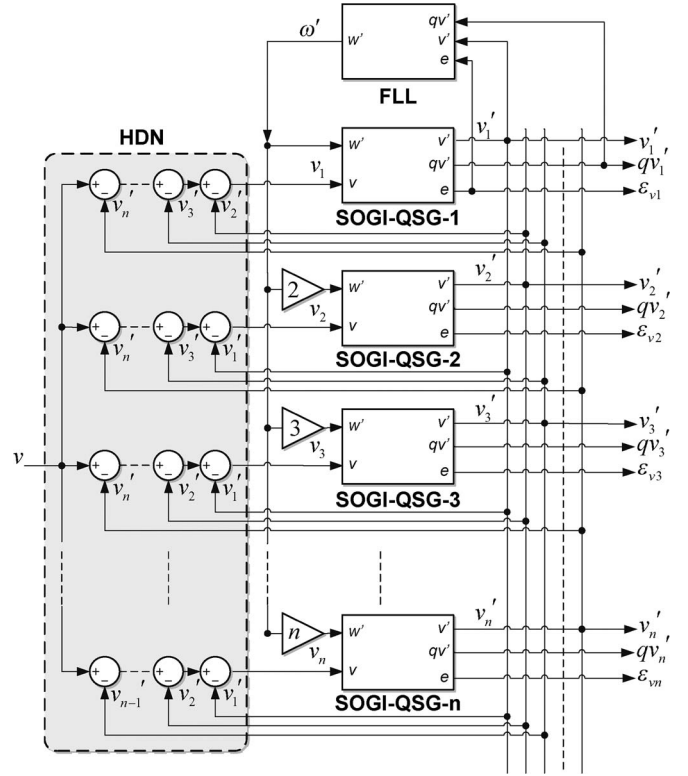 ω'
w'
qv'
v'
e
FLL
HDN
v₁'
w'
v
v'
qv'
e
v₁
SOGI-QSG-1
v₁'
qv₁'
εᵥ₁
+
−
vₙ'
+
−
v₃'
+
−
v₂'
2
v₂
w'
v
v'
qv'
e
v₂'
SOGI-QSG-2
v₂'
qv₂'
εᵥ₂
+
−
vₙ'
+
−
v₃'
+
−
v₁'
3
v₃
w'
v
v'
qv'
e
v₃'
SOGI-QSG-3
v₃'
qv₃'
εᵥ₃
v
+
−
vₙ'
+
−
v₂'
+
−
v₁'
n
vₙ
w'
v
v'
qv'
e
vₙ'
SOGI-QSG-n
vₙ'
qvₙ'
εᵥₙ
+
−
vₙ₋₁'
+
−
v₂'
+
−
v₁'